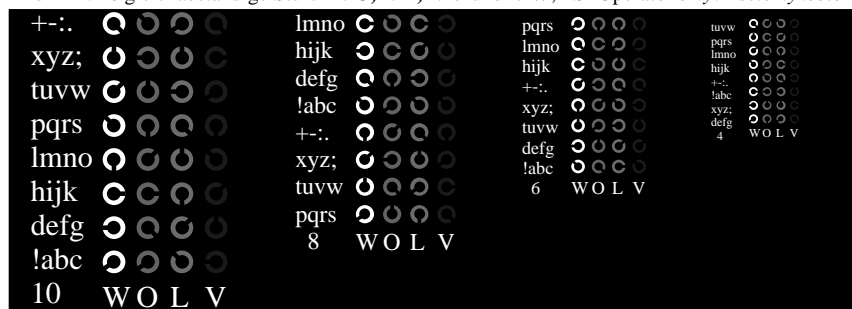 +-:.
xyz;
tuvw
pqrs
lmno
hijk
defg
!abc
10 W O L V
lmno
hijk
defg
!abc
+-:.
xyz;
tuvw
pqrs
8 W O L V
pqrs
lmno
hijk
+-:.
xyz;
tuvw
defg
!abc
6 W O L V
tuvw
pqrs
lmno
hijk
+-:.
!abc
xyz;
defg
4 W O L V